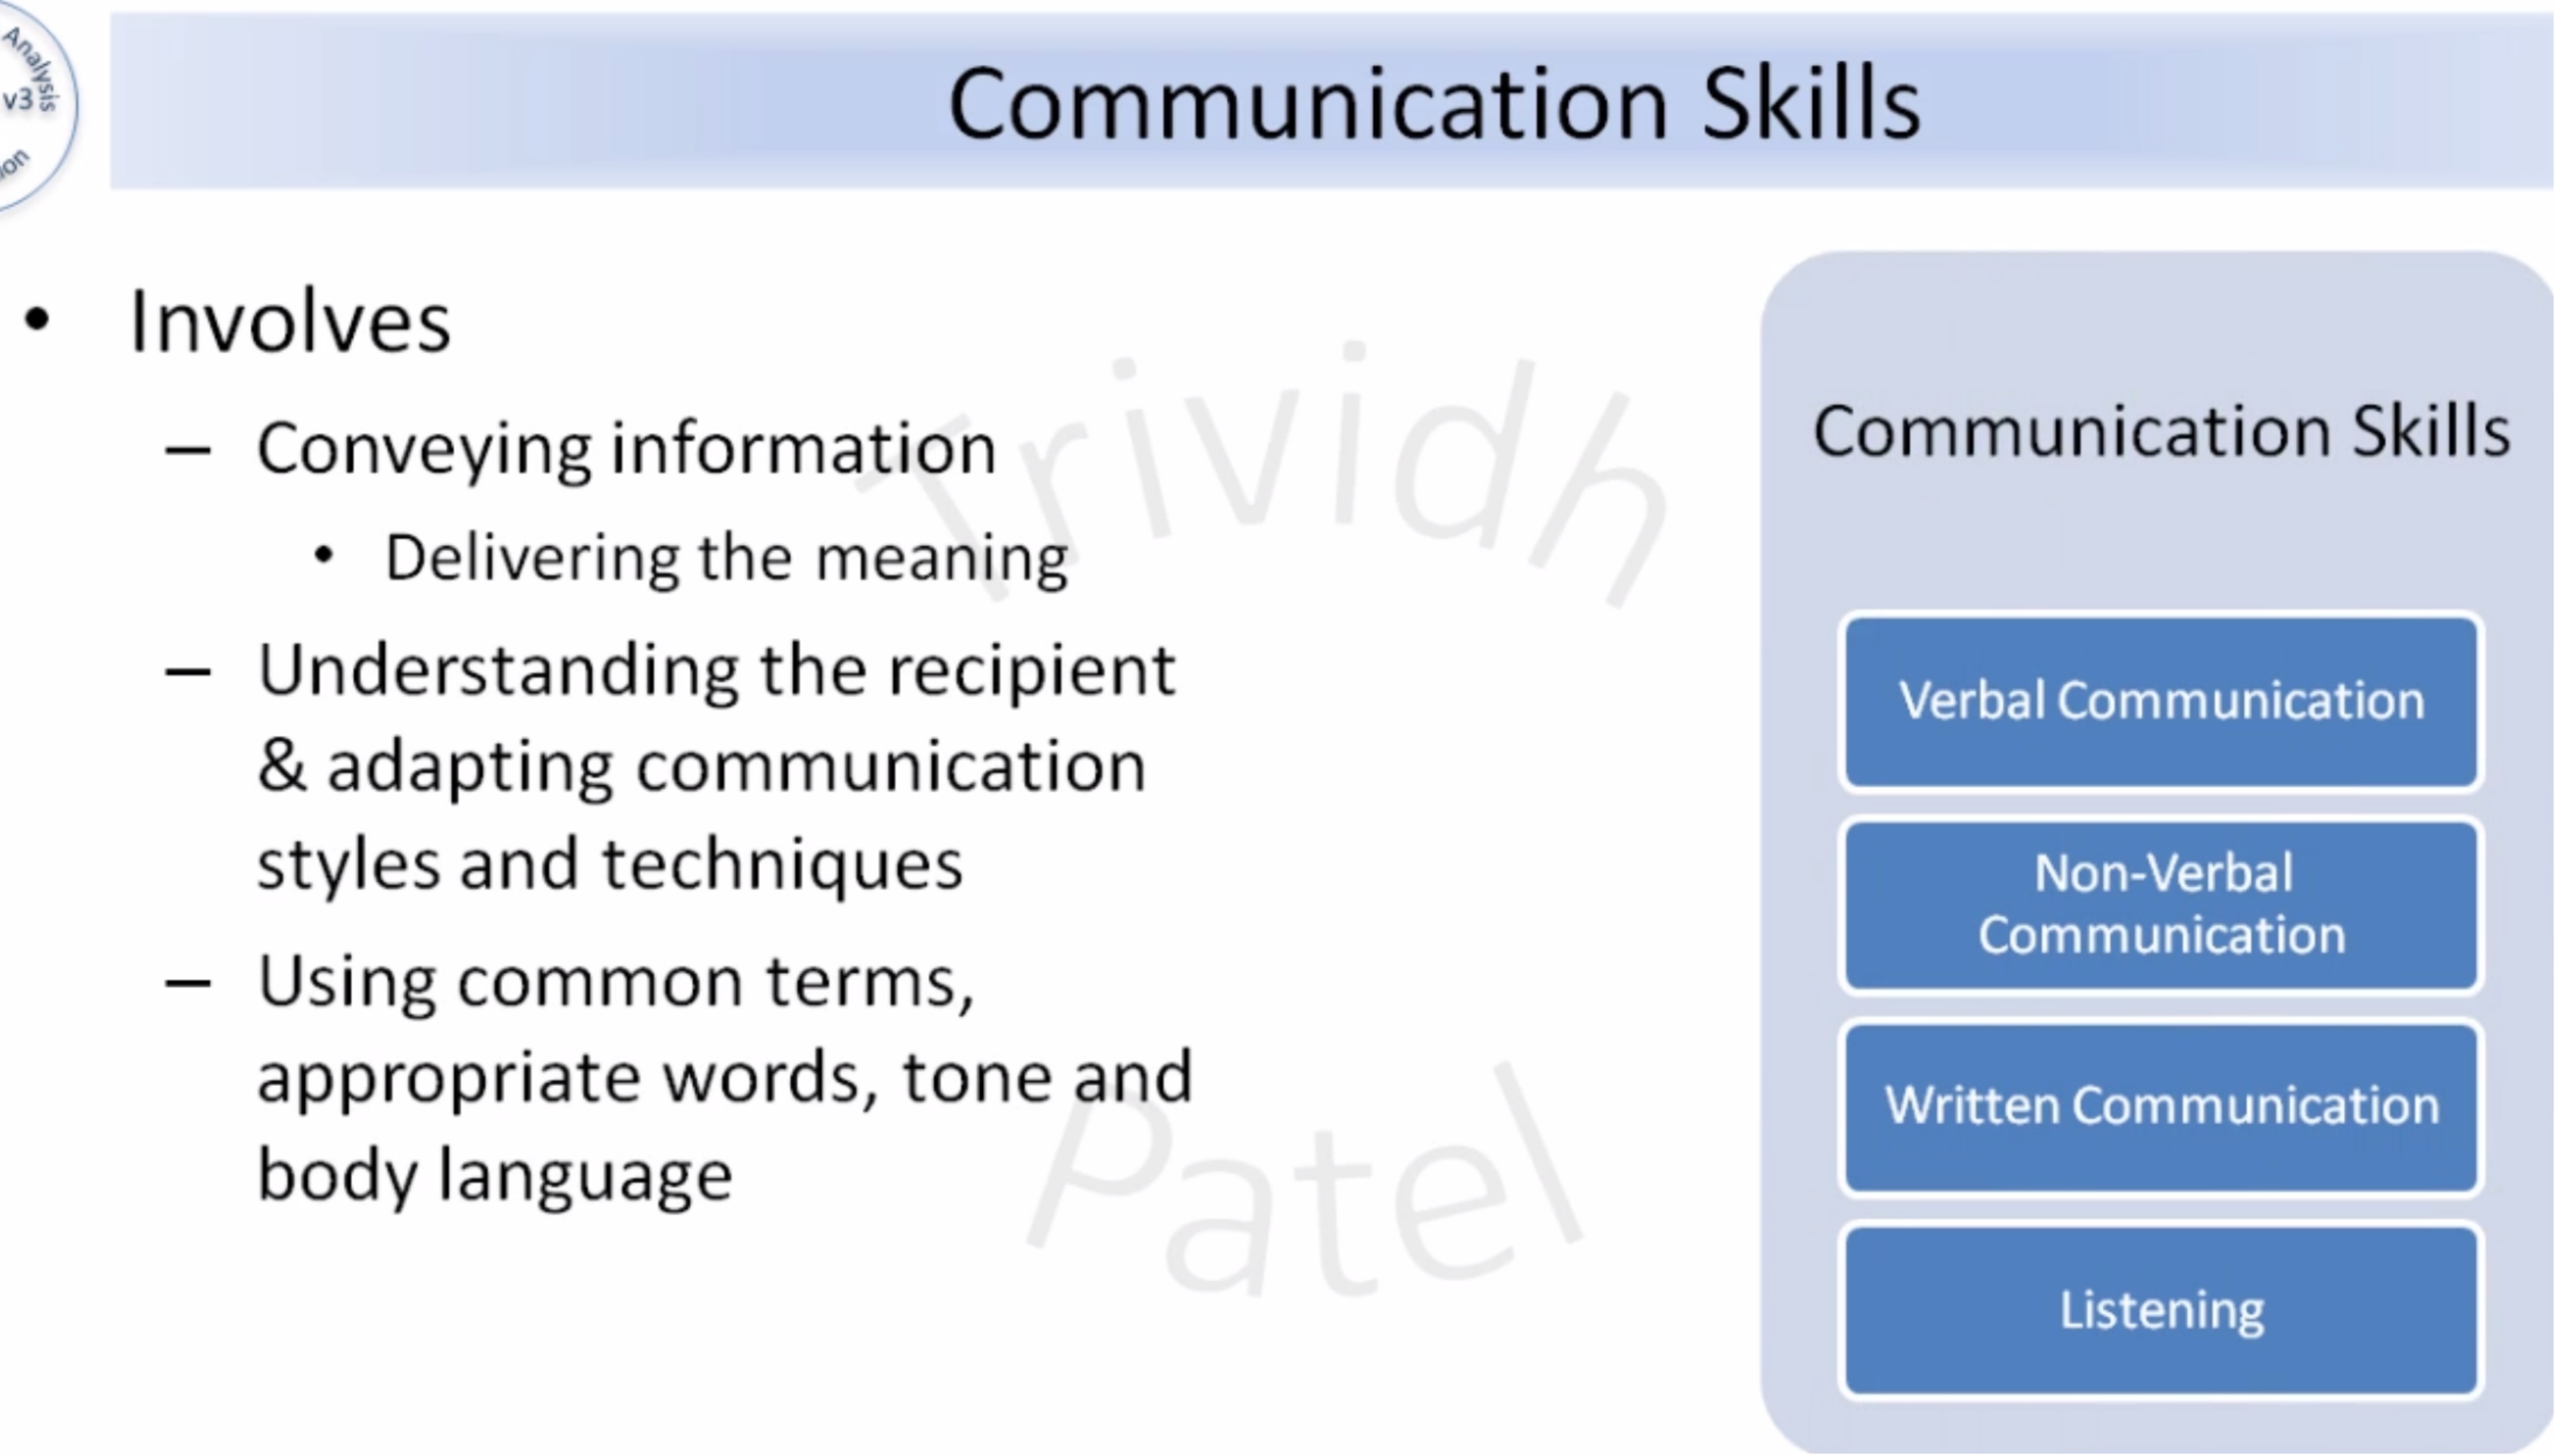 Analysis
v3
Communication Skills
• Involves
– Conveying information
• Delivering the meaning
– Understanding the recipient
& adapting communication
styles and techniques
– Using common terms,
appropriate words, tone and
body language
Trividh
Patel
Communication Skills
Verbal Communication
Non-Verbal
Communication
Written Communication
Listening